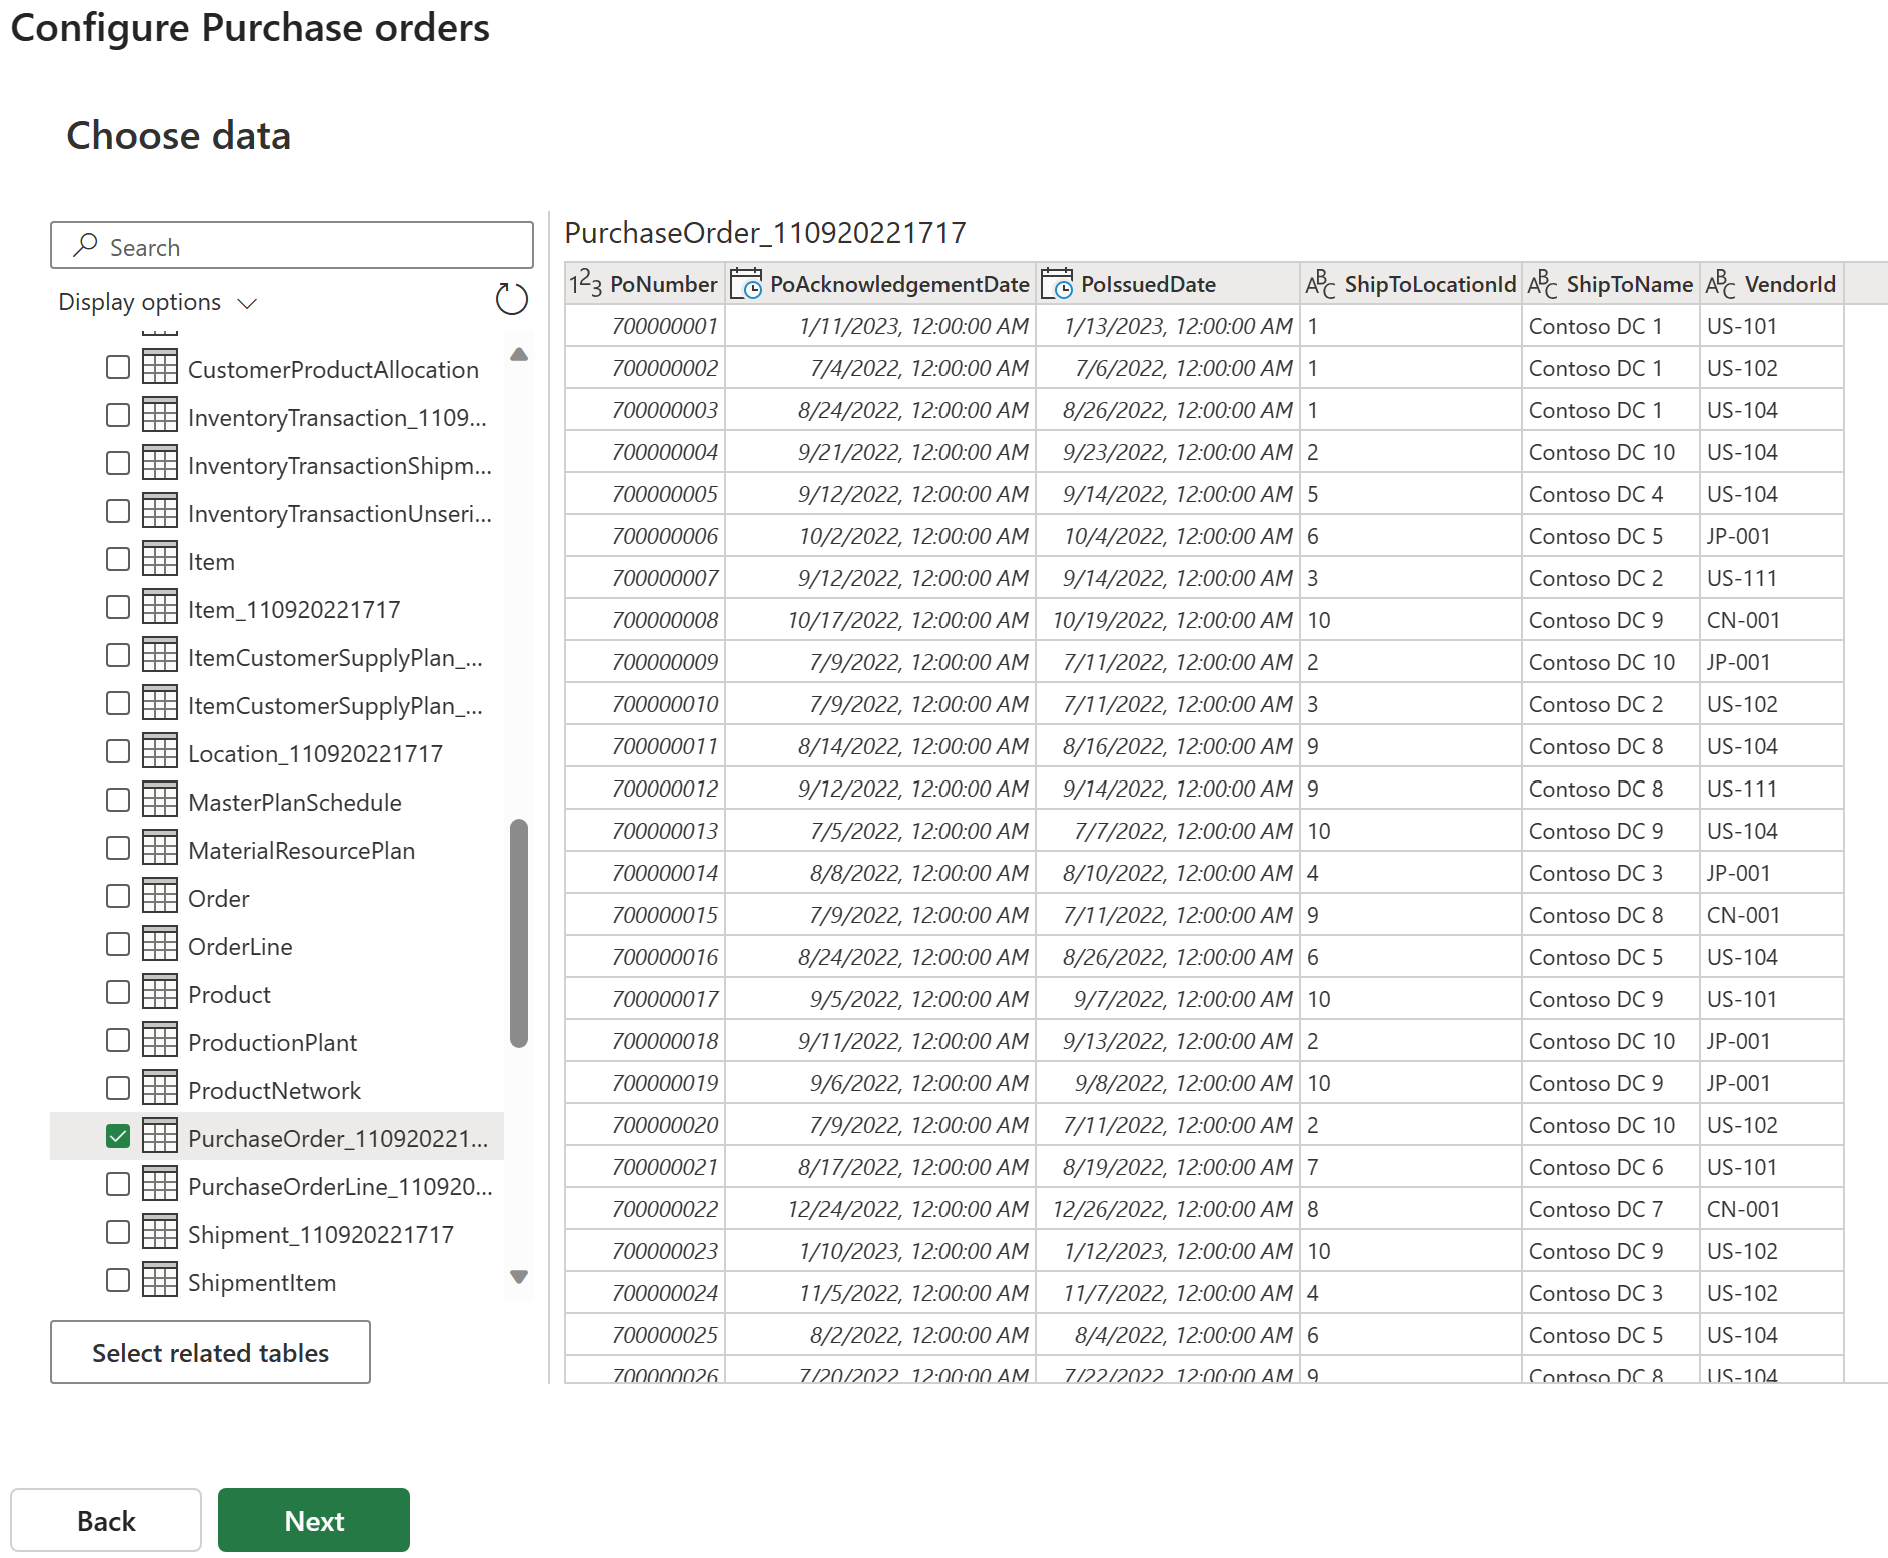 Configure Purchase orders
Choose data
Search
Display options
CustomerProductAllocation
InventoryTransaction_1109...
InventoryTransactionShipm...
InventoryTransactionUnseri...
Item
Item_110920221717
ItemCustomerSupplyPlan_...
ItemCustomerSupplyPlan_...
Location_110920221717
MasterPlanSchedule
MaterialResourcePlan
Order
OrderLine
Product
ProductionPlant
ProductNetwork
PurchaseOrder_110920221...
PurchaseOrderLine_110920...
Shipment_110920221717
ShipmentItem
Select related tables
PurchaseOrder_110920221717
123 PoNumber PoAcknowledgementDate PoIssuedDate ABC ShipToLocationId ABC ShipToName ABC VendorId
700000001 1/11/2023, 12:00:00 AM 1/13/2023, 12:00:00 AM 1 Contoso DC 1 US-101
700000002 7/4/2022, 12:00:00 AM 7/6/2022, 12:00:00 AM 1 Contoso DC 1 US-102
700000003 8/24/2022, 12:00:00 AM 8/26/2022, 12:00:00 AM 1 Contoso DC 1 US-104
700000004 9/21/2022, 12:00:00 AM 9/23/2022, 12:00:00 AM 2 Contoso DC 10 US-104
700000005 9/12/2022, 12:00:00 AM 9/14/2022, 12:00:00 AM 5 Contoso DC 4 US-104
700000006 10/2/2022, 12:00:00 AM 10/4/2022, 12:00:00 AM 6 Contoso DC 5 JP-001
700000007 9/12/2022, 12:00:00 AM 9/14/2022, 12:00:00 AM 3 Contoso DC 2 US-111
700000008 10/17/2022, 12:00:00 AM 10/19/2022, 12:00:00 AM 10 Contoso DC 9 CN-001
700000009 7/9/2022, 12:00:00 AM 7/11/2022, 12:00:00 AM 2 Contoso DC 10 JP-001
700000010 7/9/2022, 12:00:00 AM 7/11/2022, 12:00:00 AM 3 Contoso DC 2 US-102
700000011 8/14/2022, 12:00:00 AM 8/16/2022, 12:00:00 AM 9 Contoso DC 8 US-104
700000012 9/12/2022, 12:00:00 AM 9/14/2022, 12:00:00 AM 9 Contoso DC 8 US-111
700000013 7/5/2022, 12:00:00 AM 7/7/2022, 12:00:00 AM 10 Contoso DC 9 US-104
700000014 8/8/2022, 12:00:00 AM 8/10/2022, 12:00:00 AM 4 Contoso DC 3 JP-001
700000015 7/9/2022, 12:00:00 AM 7/11/2022, 12:00:00 AM 9 Contoso DC 8 CN-001
700000016 8/24/2022, 12:00:00 AM 8/26/2022, 12:00:00 AM 6 Contoso DC 5 US-104
700000017 9/5/2022, 12:00:00 AM 9/7/2022, 12:00:00 AM 10 Contoso DC 9 US-101
700000018 9/11/2022, 12:00:00 AM 9/13/2022, 12:00:00 AM 2 Contoso DC 10 JP-001
700000019 9/6/2022, 12:00:00 AM 9/8/2022, 12:00:00 AM 10 Contoso DC 9 JP-001
700000020 7/9/2022, 12:00:00 AM 7/11/2022, 12:00:00 AM 2 Contoso DC 10 US-102
700000021 8/17/2022, 12:00:00 AM 8/19/2022, 12:00:00 AM 7 Contoso DC 6 US-101
700000022 12/24/2022, 12:00:00 AM 12/26/2022, 12:00:00 AM 8 Contoso DC 7 CN-001
700000023 1/10/2023, 12:00:00 AM 1/12/2023, 12:00:00 AM 10 Contoso DC 9 US-102
700000024 11/5/2022, 12:00:00 AM 11/7/2022, 12:00:00 AM 4 Contoso DC 3 US-102
700000025 8/2/2022, 12:00:00 AM 8/4/2022, 12:00:00 AM 6 Contoso DC 5 US-104
700000026 7/20/2022, 12:00:00 AM 7/22/2022, 12:00:00 AM 9 Contoso DC 8 US-104
Back
Next